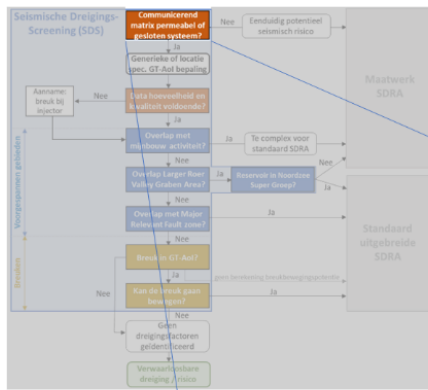 Seismische Dreigings-
Screening (SDS)
Communicerend
matrix permeabel of
gesloten systeem?
Nee
Eenduidig potentieel
seismisch risico
Ja
Generieke of locatie
spec. GT-AoI bepaling
Maatwerk
SDRA
Aanname:
breuk bij
injector
Nee
Data hoeveelheid en
kwaliteit voldoende?
Ja
Overlap met
mijnbouw activiteit?
Ja
Te complex voor
standaard SDRA
Voorgespannen gebieden
Nee
Nee
Overlap Larger Roer
Valley Graben Area?
Ja
Reservoir in Noordzee
Super Groep?
Ja
Nee
Overlap met Major
Relevant Fault zone?
Ja
Standaard
uitgebreide
SDRA
Nee
Breuken
Breuk in GT-AoI?
Ja
geen berekening breukbewegingspotentie
Nee
Kan de breuk gaan
bewegen?
Ja
Nee
Geen
dreigingsfactoren
geïdentificeerd
Verwaarloosbare
dreiging / risico